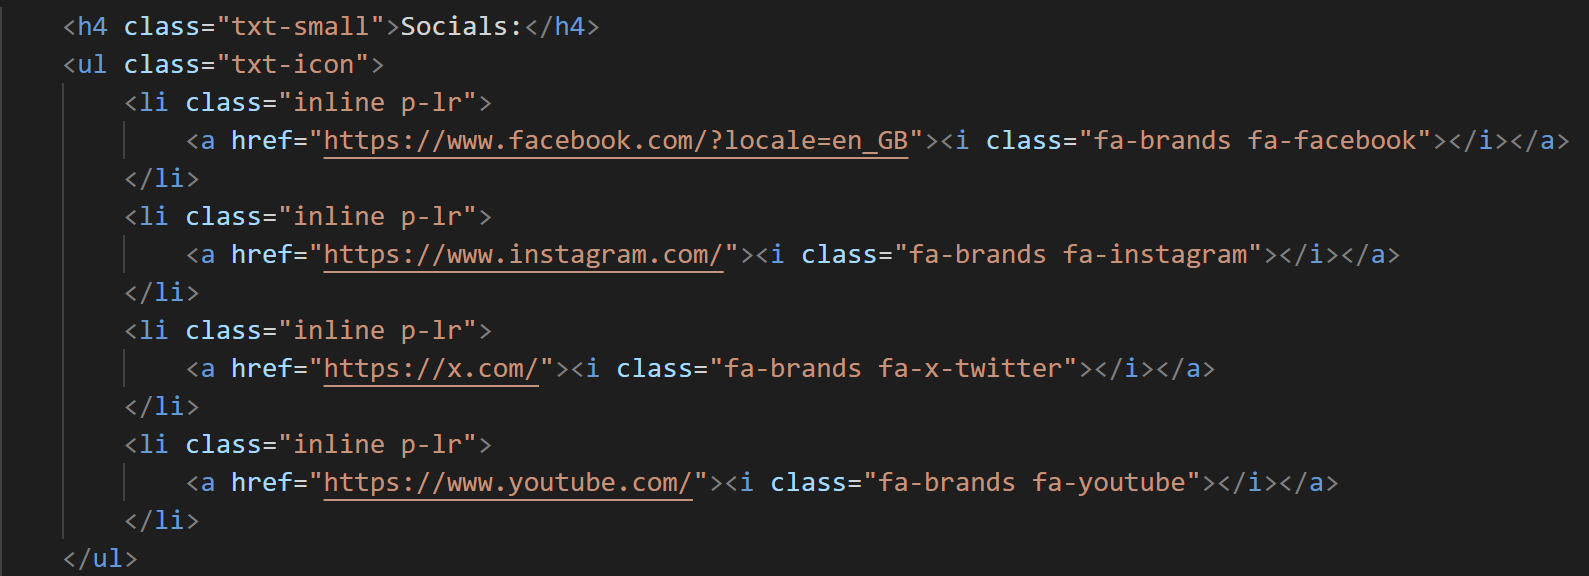 <h4 class="txt-small">Socials:</h4>
<ul class="txt-icon">
    <li class="inline p-lr">
        <a href="https://www.facebook.com/?locale=en_GB"><i class="fa-brands fa-facebook"></i></a>
    </li>
    <li class="inline p-lr">
        <a href="https://www.instagram.com/"><i class="fa-brands fa-instagram"></i></a>
    </li>
    <li class="inline p-lr">
        <a href="https://x.com/"><i class="fa-brands fa-x-twitter"></i></a>
    </li>
    <li class="inline p-lr">
        <a href="https://www.youtube.com/"><i class="fa-brands fa-youtube"></i></a>
    </li>
</ul>